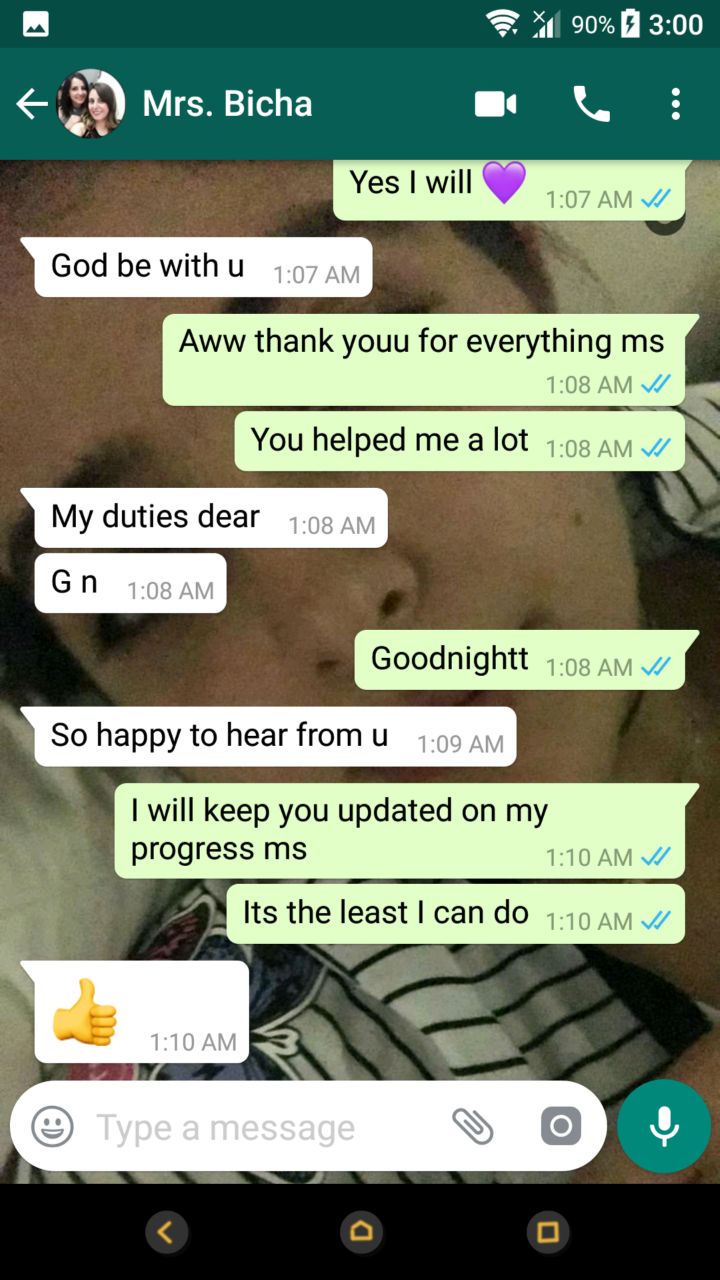 90% 3:00
Mrs. Bicha
Yes I will 💜 1:07 AM
God be with u 1:07 AM
Aww thank youu for everything ms
1:08 AM
You helped me a lot 1:08 AM
My duties dear 1:08 AM
G n 1:08 AM
Goodnightt 1:08 AM
So happy to hear from u 1:09 AM
I will keep you updated on my
progress ms 1:10 AM
Its the least I can do 1:10 AM
👍 1:10 AM
Type a message